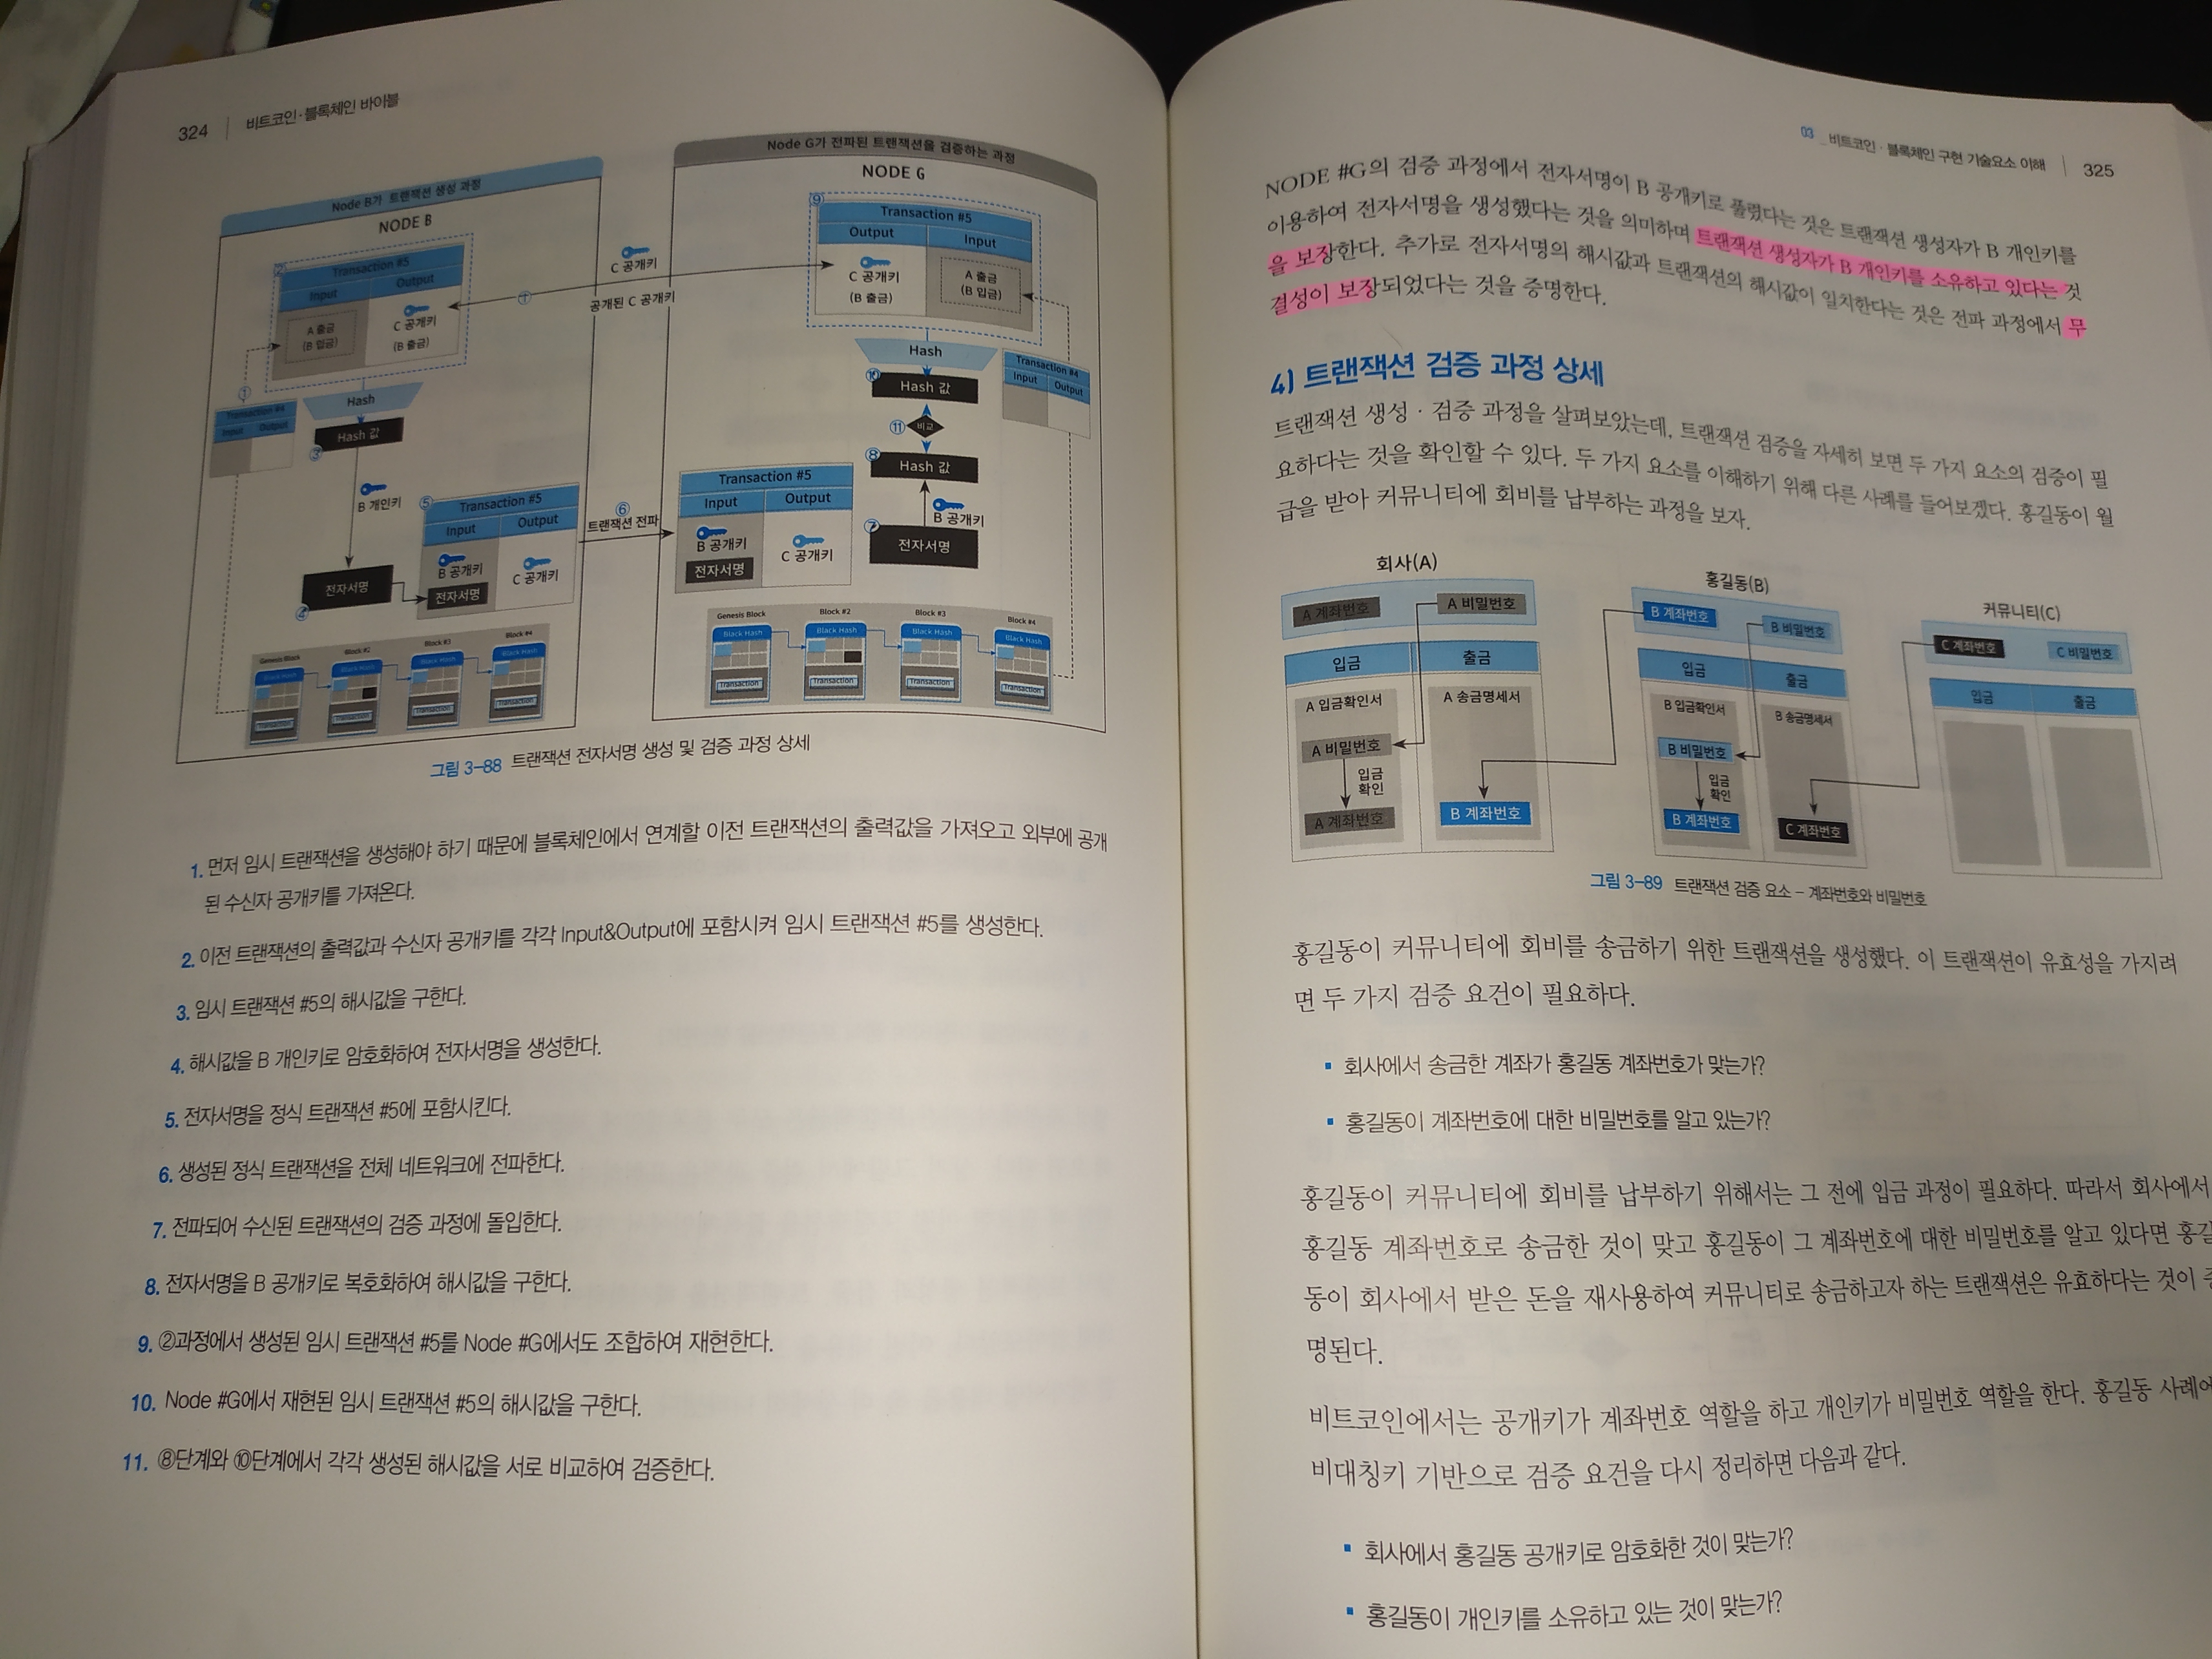 324 | 비트코인·블록체인 바이블
Node B가 트랜잭션 생성 과정
NODE B
②
Transaction #5
Input
Output
A 출금
(B 입금)
C 공개키
(B 출금)
①
Transaction #4
Input
Output
Hash
Hash 값
③
B 개인키
전자서명
④
⑤
Transaction #5
Input
Output
B 공개키
전자서명
C 공개키
Genesis Block
Block #2
Block #3
Block #4
Black Hash
Black Hash
Black Hash
Black Hash
Transaction
Transaction
Transaction
Transaction
C 공개키
①
공개된 C 공개키
⑥
트랜잭션 전파
Node G가 전파된 트랜잭션을 검증하는 과정
NODE G
⑨
Transaction #5
Output
Input
C 공개키
(B 출금)
A 출금
(B 입금)
Hash
⑩
Hash 값
Transaction #4
Input
Output
⑪
비교
⑧
Hash 값
B 공개키
⑦
전자서명
Transaction #5
Input
Output
B 공개키
전자서명
C 공개키
Genesis Block
Block #2
Block #3
Block #4
Black Hash
Black Hash
Black Hash
Black Hash
Transaction
Transaction
Transaction
Transaction
그림 3-88 트랜잭션 전자서명 생성 및 검증 과정 상세
1. 먼저 임시 트랜잭션을 생성해야 하기 때문에 블록체인에서 연계할 이전 트랜잭션의 출력값을 가져오고 외부에 공개
된 수신자 공개키를 가져온다.
2. 이전 트랜잭션의 출력값과 수신자 공개키를 각각 Input&Output에 포함시켜 임시 트랜잭션 #5를 생성한다.
3. 임시 트랜잭션 #5의 해시값을 구한다.
4. 해시값을 B 개인키로 암호화하여 전자서명을 생성한다.
5. 전자서명을 정식 트랜잭션 #5에 포함시킨다.
6. 생성된 정식 트랜잭션을 전체 네트워크에 전파한다.
7. 전파되어 수신된 트랜잭션의 검증 과정에 돌입한다.
8. 전자서명을 B 공개키로 복호화하여 해시값을 구한다.
9. ②과정에서 생성된 임시 트랜잭션 #5를 Node #G에서도 조합하여 재현한다.
10. Node #G에서 재현된 임시 트랜잭션 #5의 해시값을 구한다.
11. ⑧단계와 ⑩단계에서 각각 생성된 해시값을 서로 비교하여 검증한다.
03 _ 비트코인·블록체인 구현 기술요소 이해 | 325
NODE #G의 검증 과정에서 전자서명이 B 공개키로 풀렸다는 것은 트랜잭션 생성자가 B 개인키를
이용하여 전자서명을 생성했다는 것을 의미하며 트랜잭션 생성자가 B 개인키를 소유하고 있다는 것
을 보장한다. 추가로 전자서명의 해시값과 트랜잭션의 해시값이 일치한다는 것은 전파 과정에서 무
결성이 보장되었다는 것을 증명한다.
4) 트랜잭션 검증 과정 상세
트랜잭션 생성·검증 과정을 살펴보았는데, 트랜잭션 검증을 자세히 보면 두 가지 요소의 검증이 필
요하다는 것을 확인할 수 있다. 두 가지 요소를 이해하기 위해 다른 사례를 들어보겠다. 홍길동이 월
급을 받아 커뮤니티에 회비를 납부하는 과정을 보자.
회사(A)
A 계좌번호
A 비밀번호
입금
출금
A 입금확인서
A 송금명세서
A 비밀번호
입금
확인
A 계좌번호
B 계좌번호
홍길동(B)
B 계좌번호
B 비밀번호
입금
출금
B 입금확인서
B 송금명세서
B 비밀번호
입금
확인
B 계좌번호
C 계좌번호
커뮤니티(C)
C 계좌번호
C 비밀번호
입금
출금
그림 3-89 트랜잭션 검증 요소 – 계좌번호와 비밀번호
홍길동이 커뮤니티에 회비를 송금하기 위한 트랜잭션을 생성했다. 이 트랜잭션이 유효성을 가지려
면 두 가지 검증 요건이 필요하다.
▪ 회사에서 송금한 계좌가 홍길동 계좌번호가 맞는가?
▪ 홍길동이 계좌번호에 대한 비밀번호를 알고 있는가?
홍길동이 커뮤니티에 회비를 납부하기 위해서는 그 전에 입금 과정이 필요하다. 따라서 회사에서
홍길동 계좌번호로 송금한 것이 맞고 홍길동이 그 계좌번호에 대한 비밀번호를 알고 있다면 홍길
동이 회사에서 받은 돈을 재사용하여 커뮤니티로 송금하고자 하는 트랜잭션은 유효하다는 것이 증
명된다.
비트코인에서는 공개키가 계좌번호 역할을 하고 개인키가 비밀번호 역할을 한다. 홍길동 사례에
비대칭키 기반으로 검증 요건을 다시 정리하면 다음과 같다.
▪ 회사에서 홍길동 공개키로 암호화한 것이 맞는가?
▪ 홍길동이 개인키를 소유하고 있는 것이 맞는가?